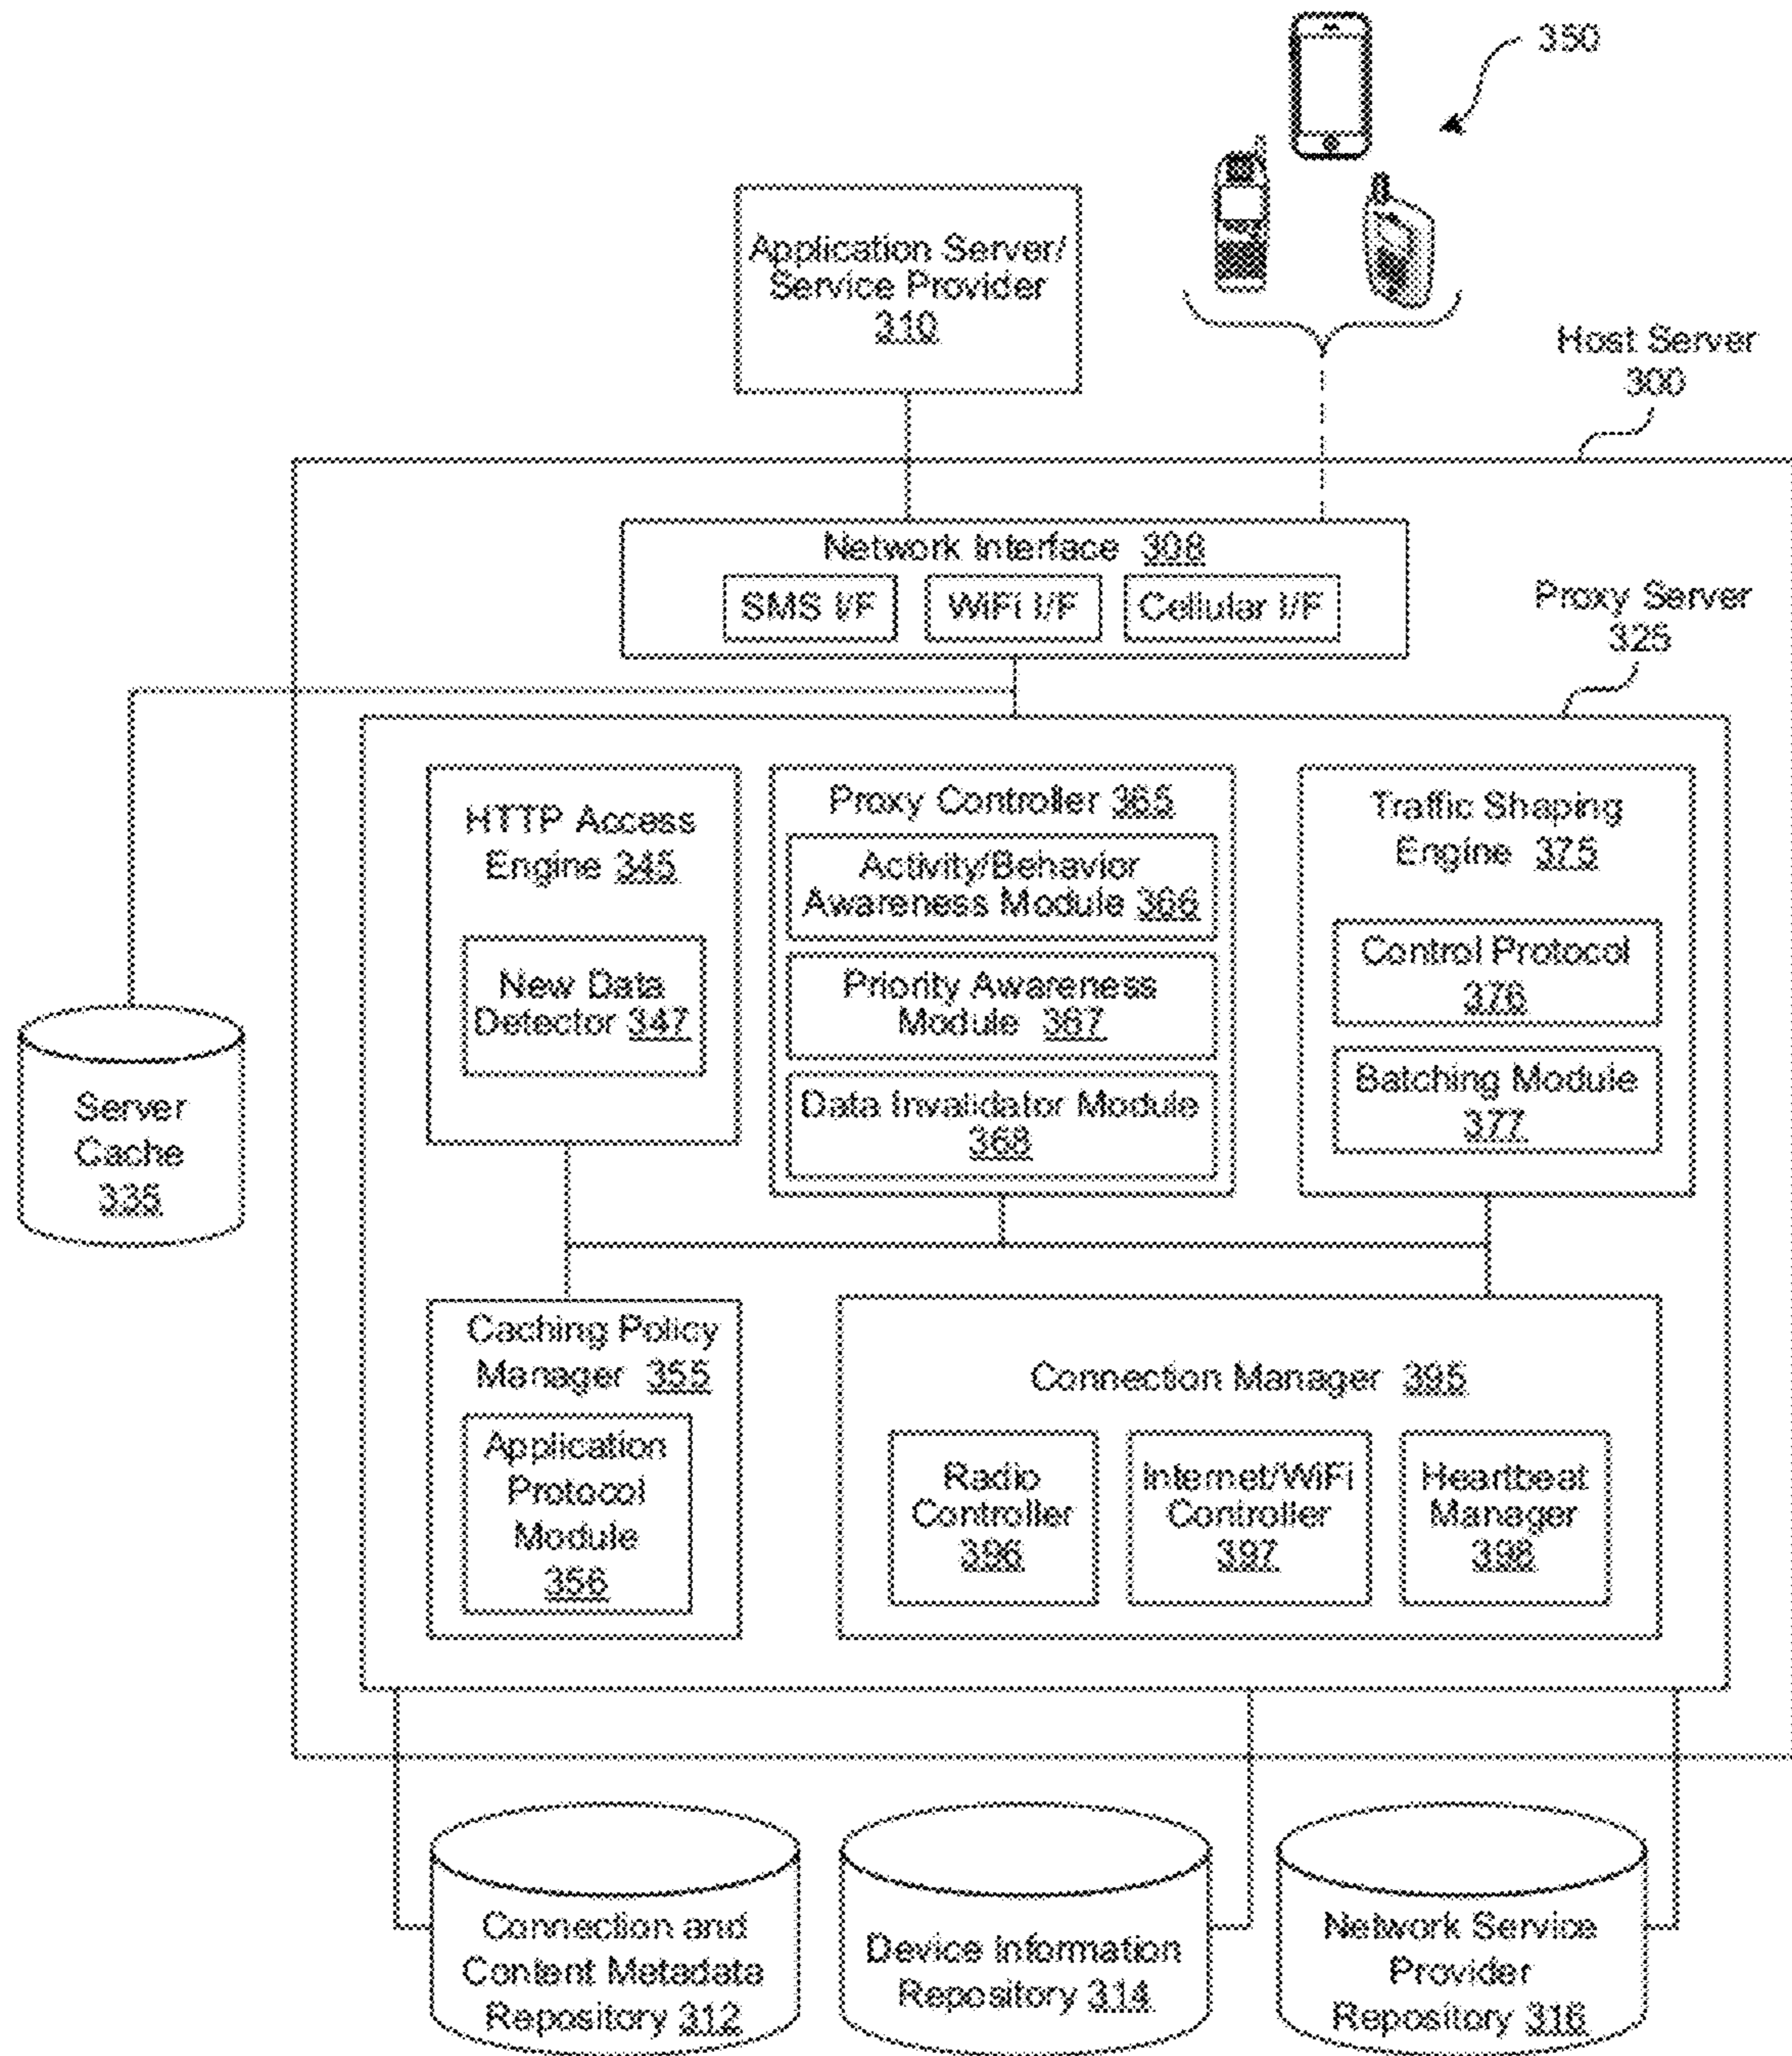 350
Application Server/
Service Provider
310
Host Server
300
Network Interface 308
SMS I/F
WiFi I/F
Cellular I/F
Proxy Server
325
HTTP Access
Engine 345
New Data
Detector 347
Proxy Controller 365
Activity/Behavior
Awareness Module 366
Priority Awareness
Module 367
Data Invalidator Module
368
Traffic Shaping
Engine 375
Control Protocol
376
Batching Module
377
Server
Cache
335
Caching Policy
Manager 355
Application
Protocol
Module
356
Connection Manager 395
Radio
Controller
396
Internet/WiFi
Controller
397
Heartbeat
Manager
398
Connection and
Content Metadata
Repository 312
Device Information
Repository 314
Network Service
Provider
Repository 316